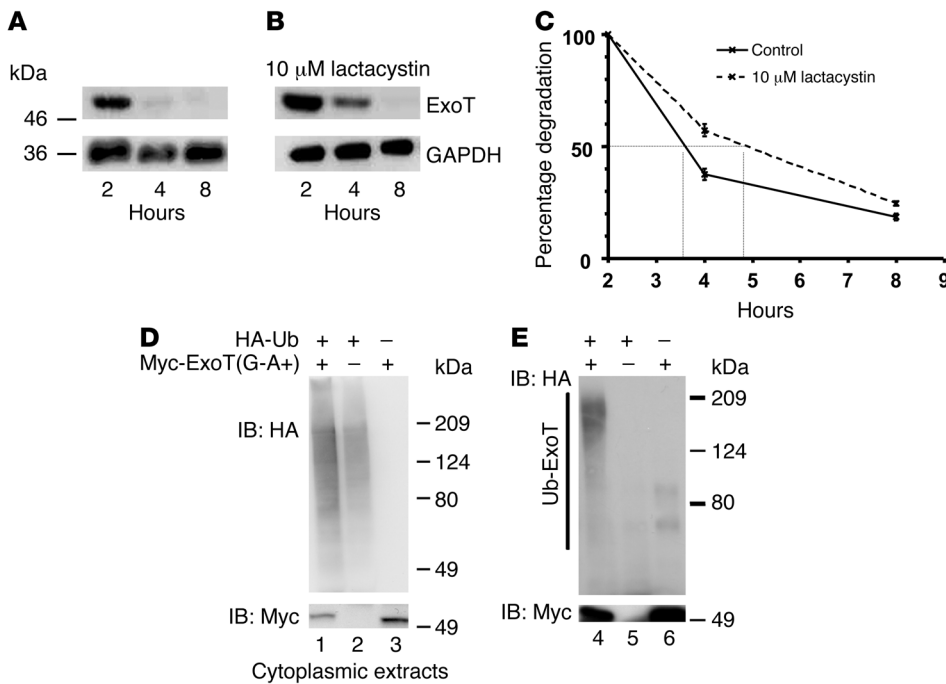 A
kDa
46
36
2 4 8
Hours
B
10 μM lactacystin
ExoT
GAPDH
2 4 8
Hours
C
Percentage degradation
100
50
0
Control
10 μM lactacystin
2 3 4 5 6 7 8 9
Hours
D
HA-Ub + + –
Myc-ExoT(G-A+) + – +
kDa
IB: HA
209
124
80
49
IB: Myc
49
1 2 3
Cytoplasmic extracts
E
+ + –
+ – +
kDa
IB: HA
Ub-ExoT
209
124
80
IB: Myc
49
4 5 6